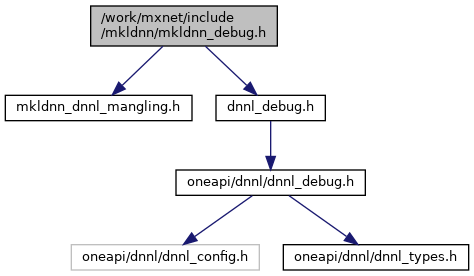 /work/mxnet/include
/mkldnn/mkldnn_debug.h
mkldnn_dnnl_mangling.h
dnnl_debug.h
oneapi/dnnl/dnnl_debug.h
oneapi/dnnl/dnnl_config.h
oneapi/dnnl/dnnl_types.h